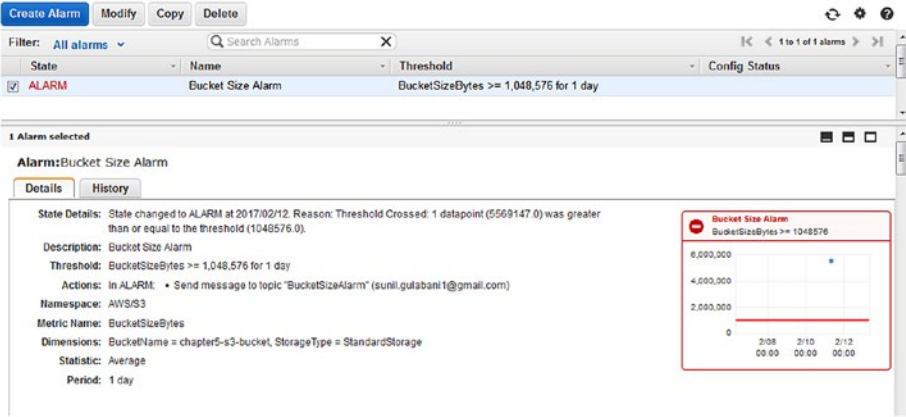 Create Alarm Modify Copy Delete
Filter: All alarms Search Alarms 1 to 1 of 1 alarms
State Name Threshold Config Status
ALARM Bucket Size Alarm BucketSizeBytes >= 1,048,576 for 1 day
1 Alarm selected
Alarm:Bucket Size Alarm
Details History
State Details: State changed to ALARM at 2017/02/12. Reason: Threshold Crossed: 1 datapoint (5569147.0) was greater
than or equal to the threshold (1048576.0).
Description: Bucket Size Alarm
Threshold: BucketSizeBytes >= 1,048,576 for 1 day
Actions: In ALARM: • Send message to topic "BucketSizeAlarm" (sunil.gulabani1@gmail.com)
Namespace: AWS/S3
Metric Name: BucketSizeBytes
Dimensions: BucketName = chapter5-s3-bucket, StorageType = StandardStorage
Statistic: Average
Period: 1 day
Bucket Size Alarm
BucketSizeBytes >= 1048576
6,000,000
4,000,000
2,000,000
0
2/08 2/10 2/12
00:00 00:00 00:00